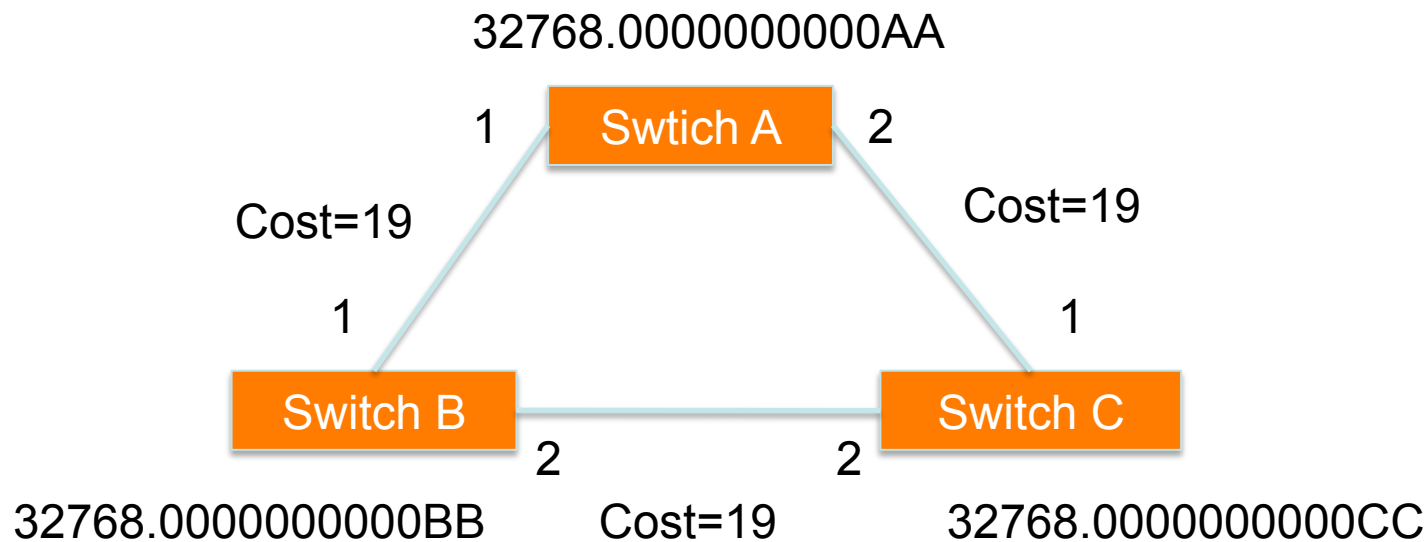 32768.0000000000AA
1 Swtich A 2
Cost=19 Cost=19
1 1
Switch B Switch C
2 2
32768.0000000000BB Cost=19 32768.0000000000CC